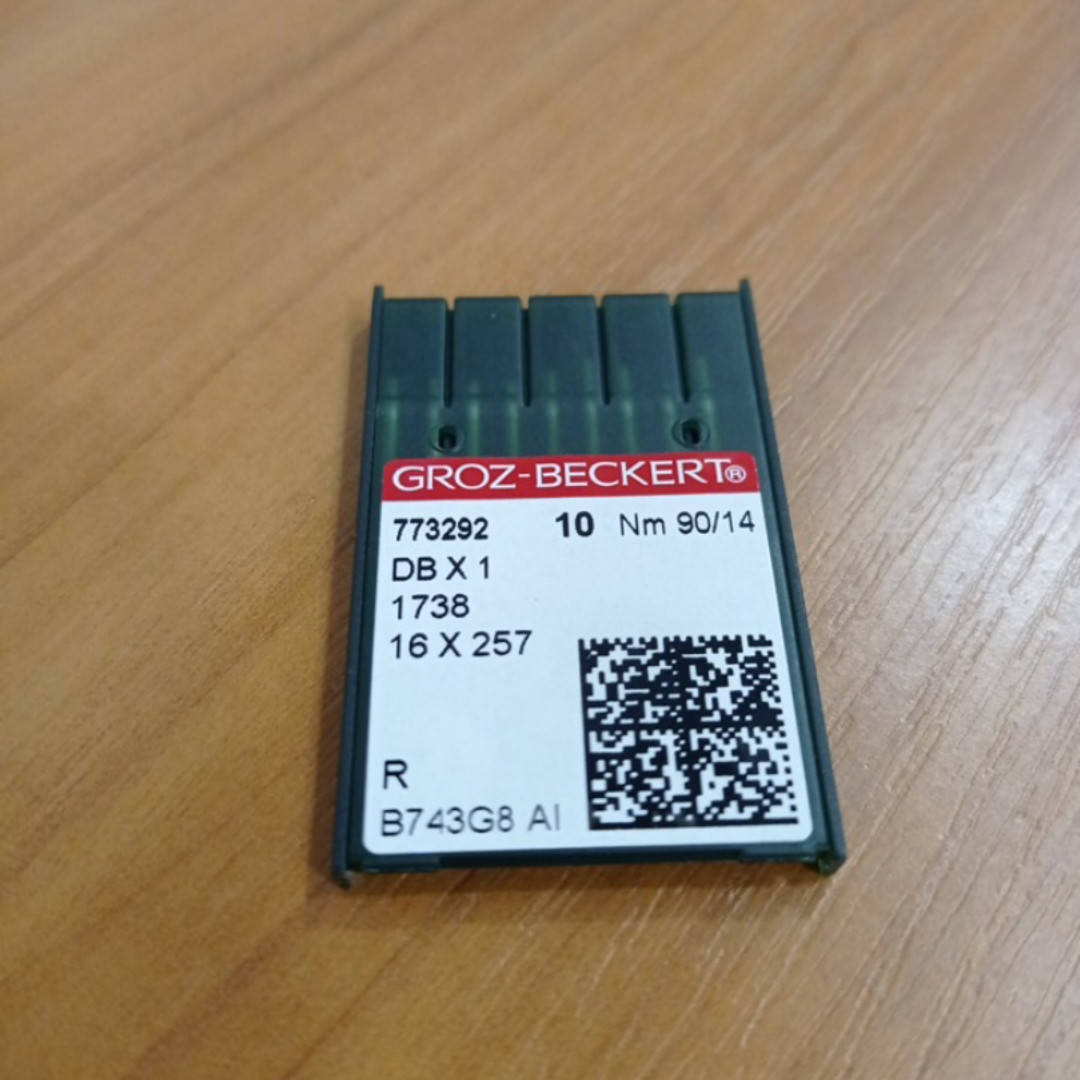 GROZ-BECKERT®
773292 10 Nm 90/14
DB X 1
1738
16 X 257
R
B743G8 AI